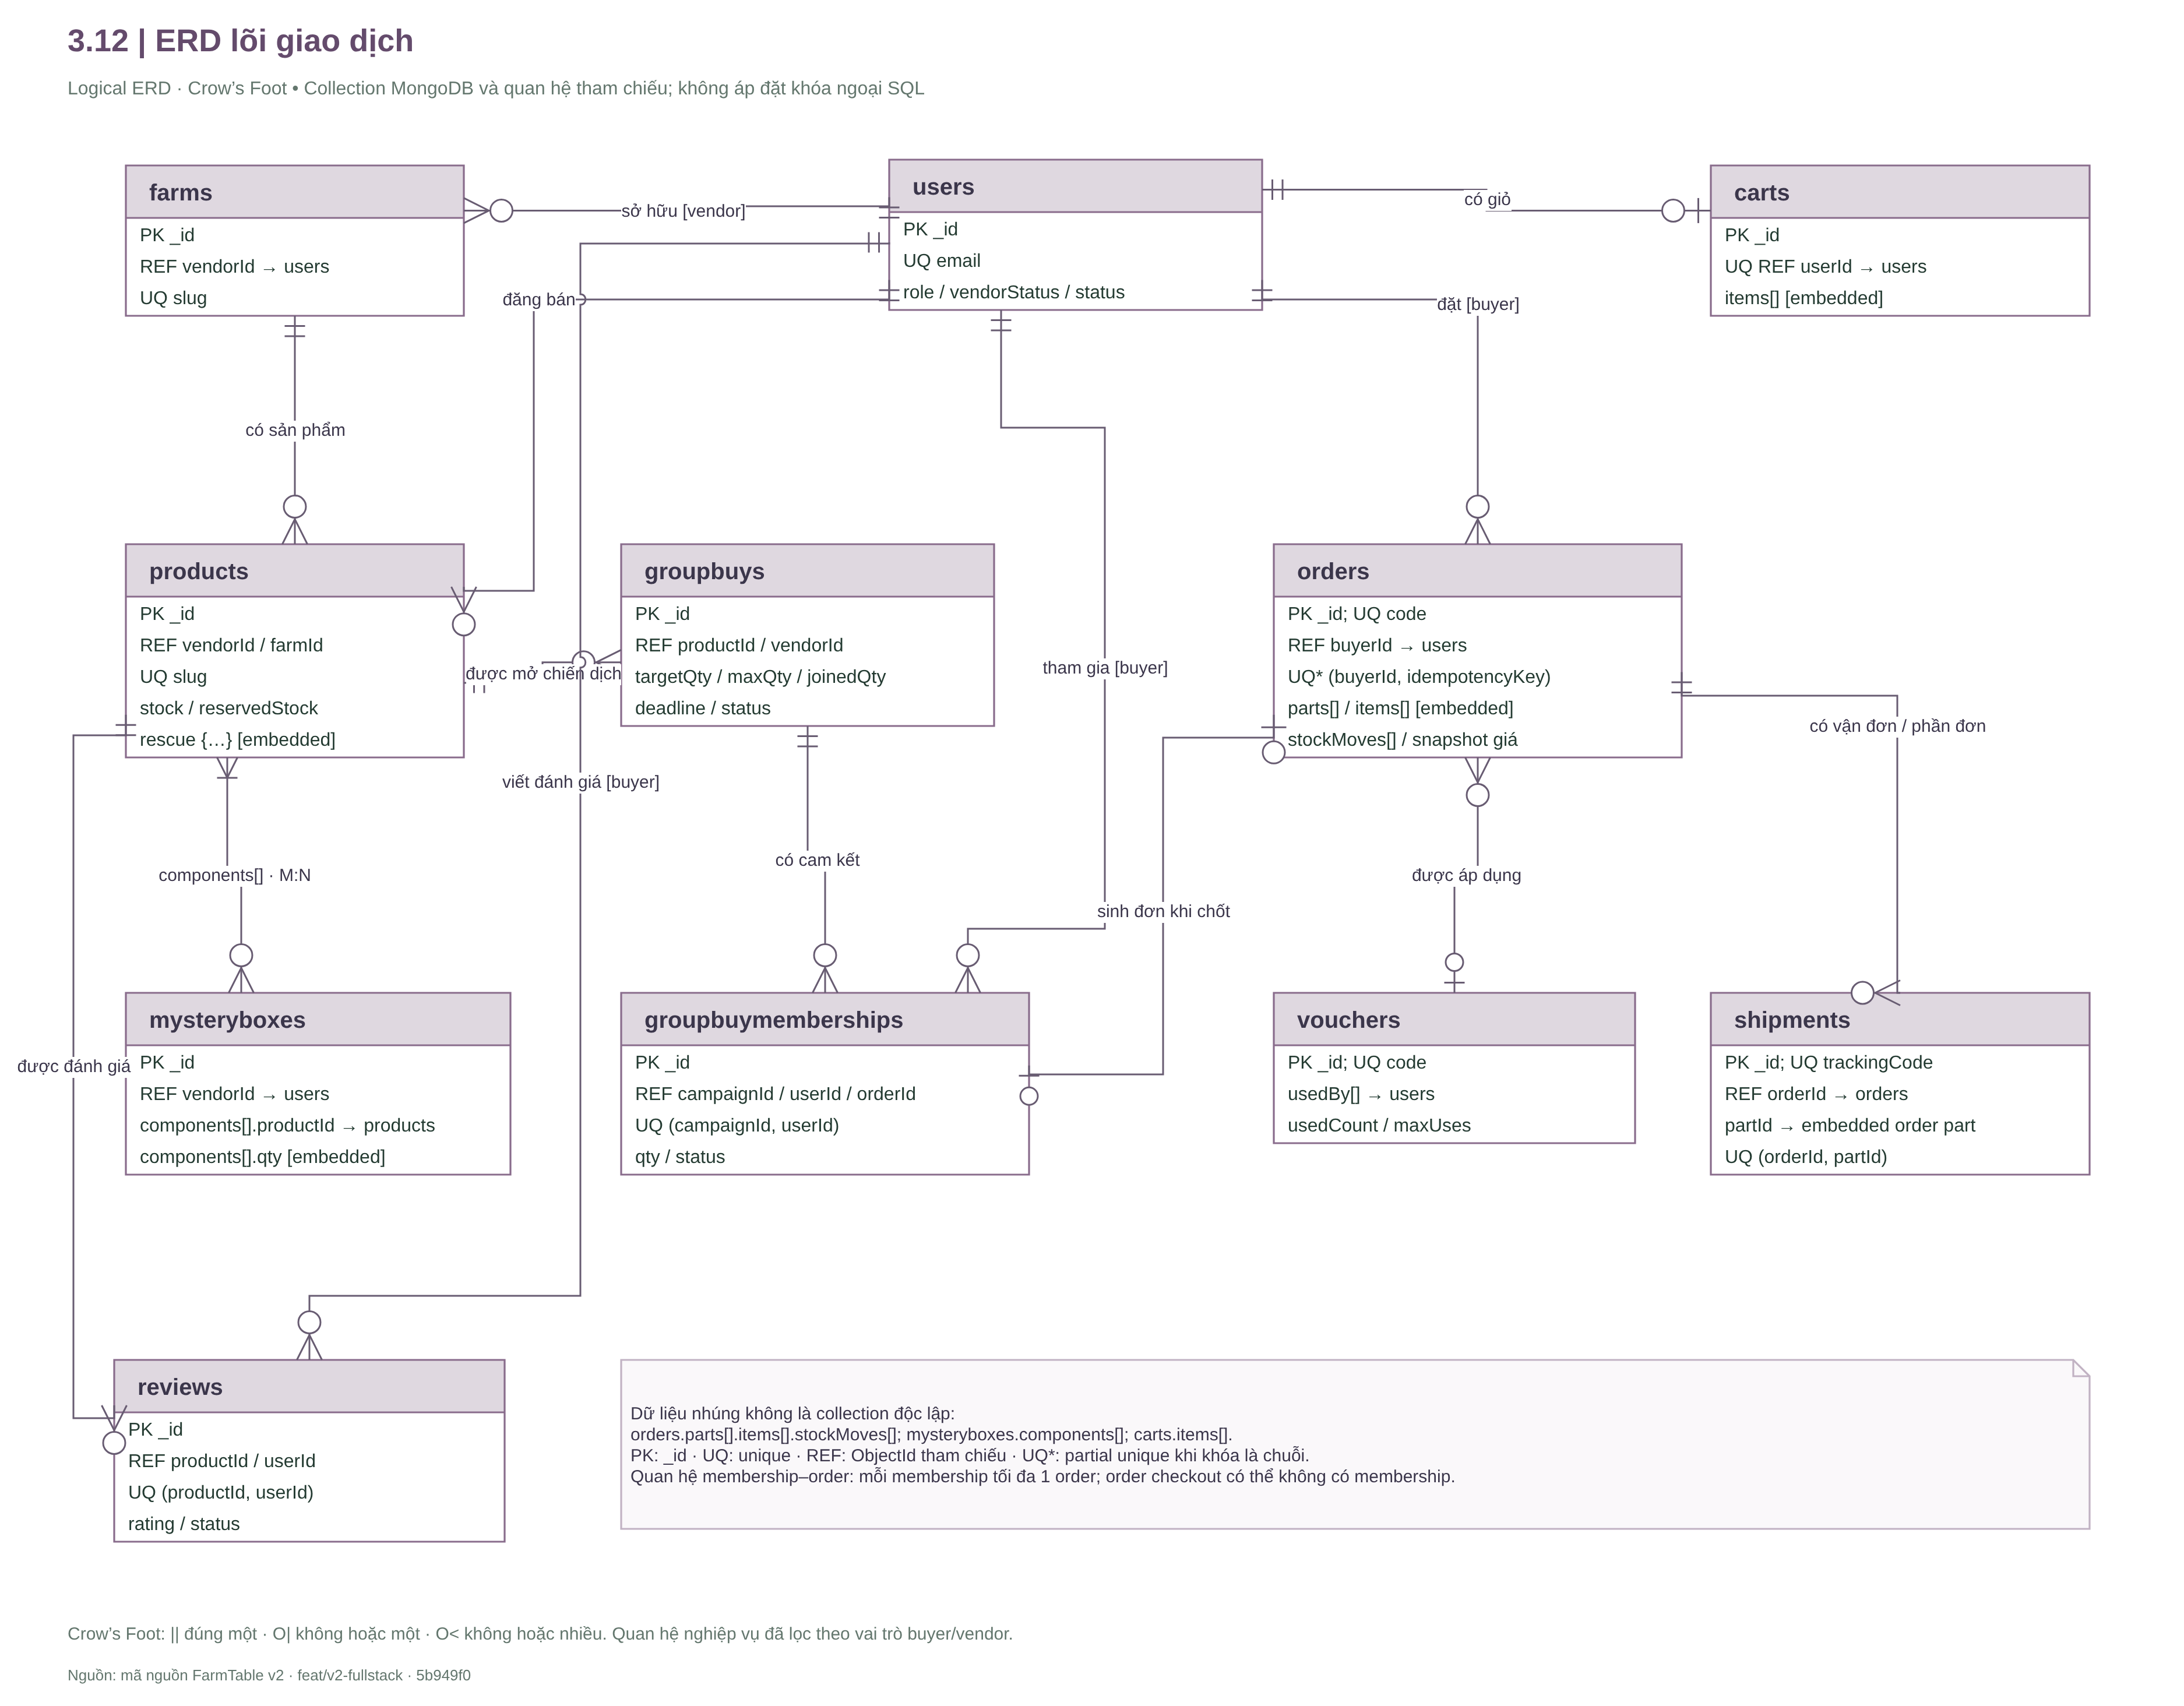 3.12 | ERD lõi giao dịch
Logical ERD · Crow’s Foot • Collection MongoDB và quan hệ tham chiếu; không áp đặt khóa ngoại SQL
farms
PK _id
REF vendorId → users
UQ slug
sở hữu [vendor]
users
PK _id
UQ email
role / vendorStatus / status
có giỏ
carts
PK _id
UQ REF userId → users
items[] [embedded]
đăng bán
đặt [buyer]
có sản phẩm
products
PK _id
REF vendorId / farmId
UQ slug
stock / reservedStock
rescue {…} [embedded]
được mở chiến dịch
groupbuys
PK _id
REF productId / vendorId
targetQty / maxQty / joinedQty
deadline / status
tham gia [buyer]
orders
PK _id; UQ code
REF buyerId → users
UQ* (buyerId, idempotencyKey)
parts[] / items[] [embedded]
stockMoves[] / snapshot giá
có vận đơn / phần đơn
viết đánh giá [buyer]
components[] · M:N
có cam kết
sinh đơn khi chốt
được áp dụng
được đánh giá
mysteryboxes
PK _id
REF vendorId → users
components[].productId → products
components[].qty [embedded]
groupbuymemberships
PK _id
REF campaignId / userId / orderId
UQ (campaignId, userId)
qty / status
vouchers
PK _id; UQ code
usedBy[] → users
usedCount / maxUses
shipments
PK _id; UQ trackingCode
REF orderId → orders
partId → embedded order part
UQ (orderId, partId)
reviews
PK _id
REF productId / userId
UQ (productId, userId)
rating / status
Dữ liệu nhúng không là collection độc lập:
orders.parts[].items[].stockMoves[]; mysteryboxes.components[]; carts.items[].
PK: _id · UQ: unique · REF: ObjectId tham chiếu · UQ*: partial unique khi khóa là chuỗi.
Quan hệ membership–order: mỗi membership tối đa 1 order; order checkout có thể không có membership.
Crow’s Foot: || đúng một · O| không hoặc một · O< không hoặc nhiều. Quan hệ nghiệp vụ đã lọc theo vai trò buyer/vendor.
Nguồn: mã nguồn FarmTable v2 · feat/v2-fullstack · 5b949f0